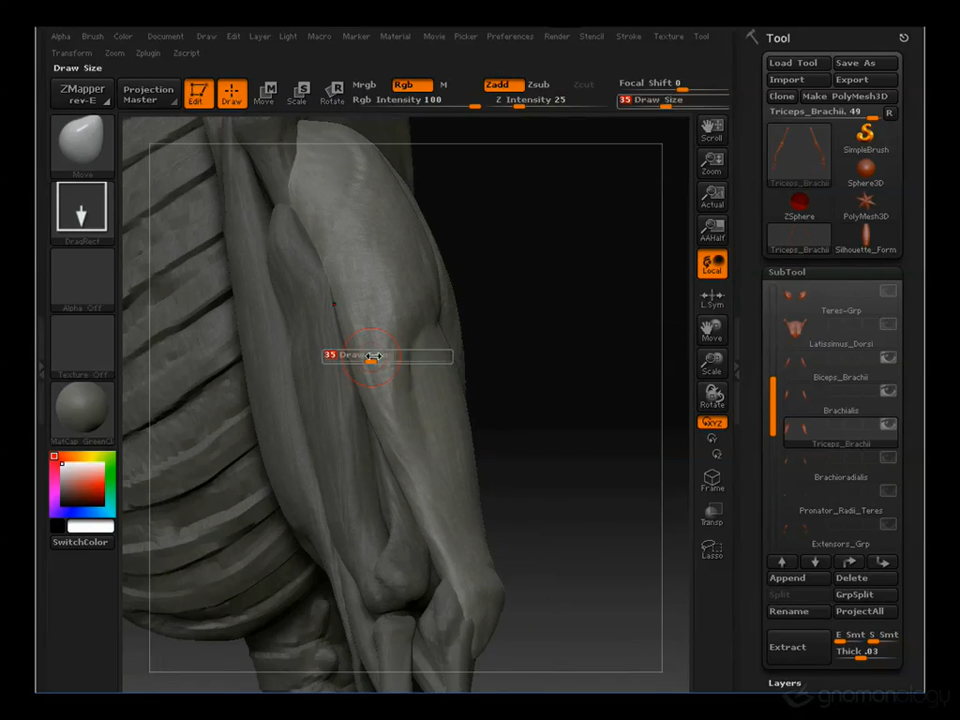 Alpha Brush Color Document Draw Edit Layer Light Macro Marker Material Movie Picker Preferences Render Stencil Stroke Texture Tool
Transform Zoom Zplugin Zscript
Draw Size
ZMapper
rev-E
Projection
Master
Edit
Draw
Move
Scale
Rotate
Mrgb Rgb M
Rgb Intensity 100
Zadd Zsub Zcut
Z Intensity 25
Focal Shift 0
35 Draw Size
Move
DragRect
Alpha Off
Texture Off
MatCap GreenCl
SwitchColor
35 Draw
Scroll
Zoom
Actual
AAHalf
Local
L.Sym
Move
Scale
Rotate
XYZ
Frame
Transp
Lasso
Tool
Load Tool Save As
Import Export
Clone Make PolyMesh3D
Triceps_Brachii. 49 R
Triceps_Brachii
SimpleBrush
Sphere3D
ZSphere
PolyMesh3D
Triceps_Brachii
Silhouette_Form
SubTool
Teres-Grp
Latissimus_Dorsi
Biceps_Brachii
Brachialis
Triceps_Brachii
Brachioradialis
Pronator_Radii_Teres
Extensors_Grp
Append Delete
Split GrpSplit
Rename ProjectAll
Extract
E Smt S Smt
Thick .03
Layers
gnomonology